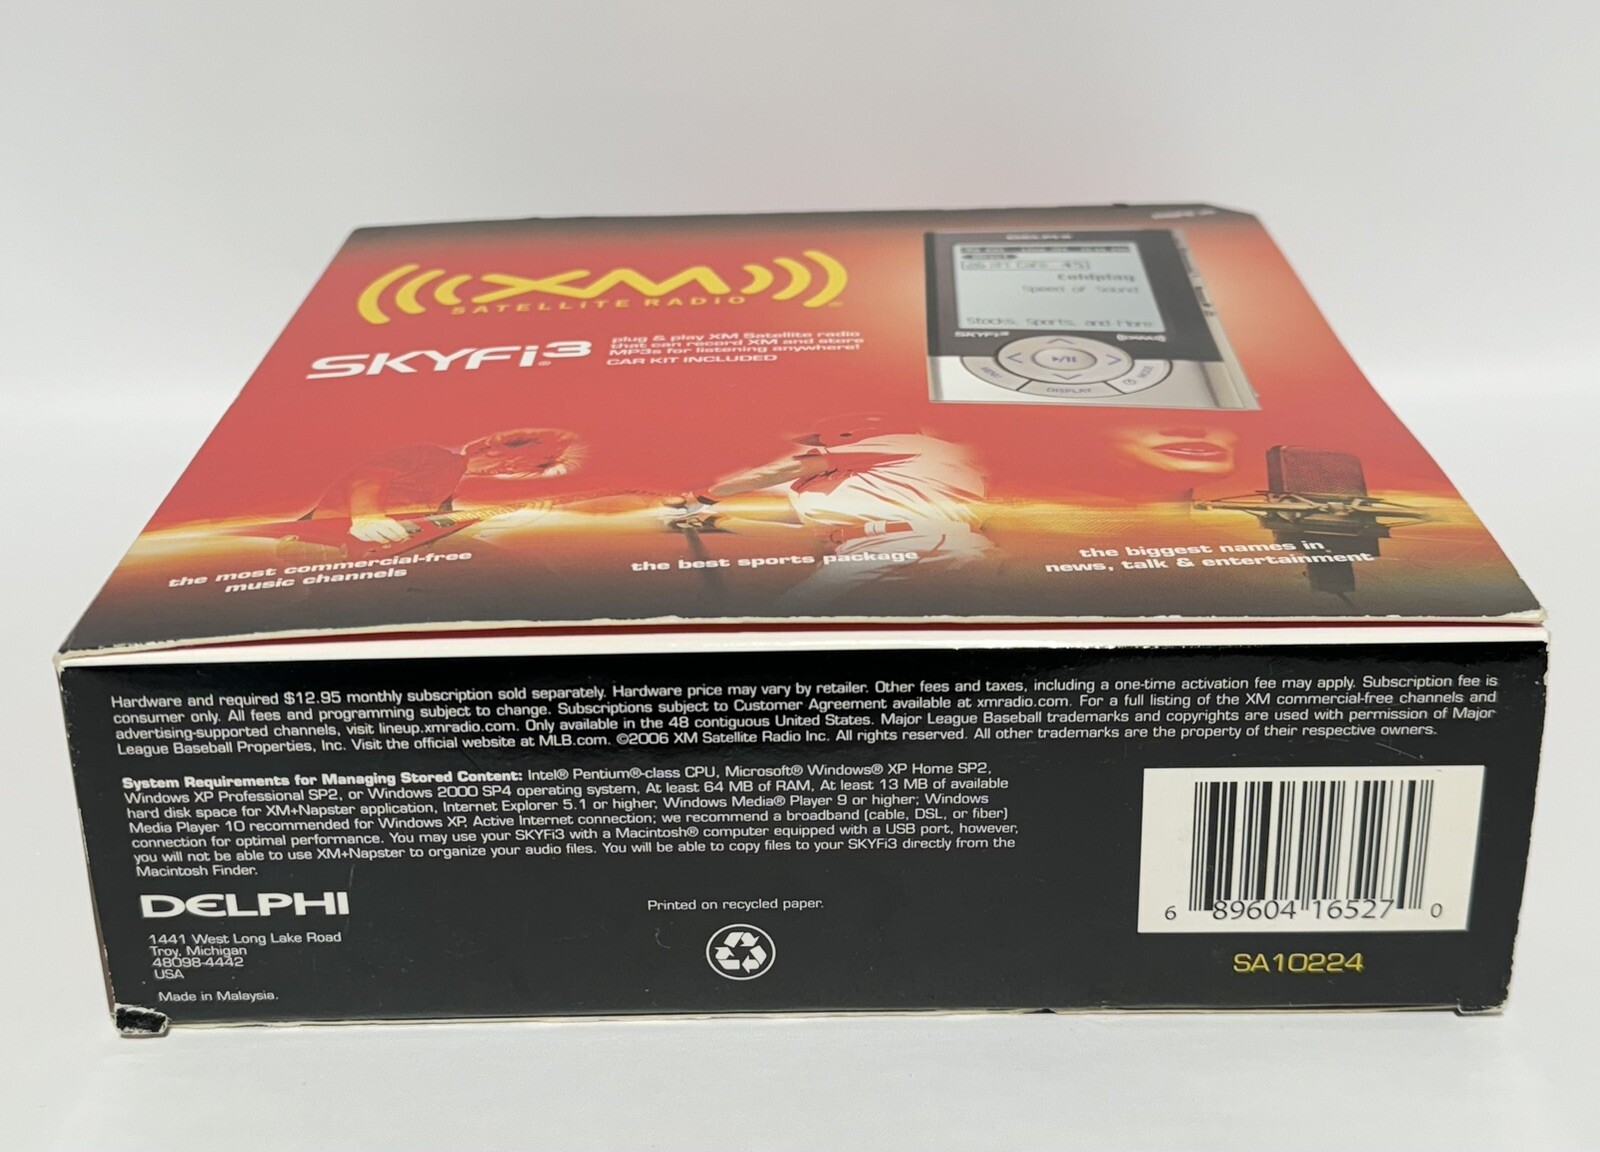 (((XM)))
SATELLITE RADIO
SKYFi3®
plug & play XM Satellite radio
that can record XM and store
MP3s for listening anywhere!
CAR KIT INCLUDED
DELPHI
coldplay
Speed of Sound
Stocks, Sports, and More
SKYFi3
((XM))
MENU
DISPLAY
MODE
the most commercial-free
music channels
the best sports package
the biggest names in
news, talk & entertainment
Hardware and required $12.95 monthly subscription sold separately. Hardware price may vary by retailer. Other fees and taxes, including a one-time activation fee may apply. Subscription fee is
consumer only. All fees and programming subject to change. Subscriptions subject to Customer Agreement available at xmradio.com. For a full listing of the XM commercial-free channels and
advertising-supported channels, visit lineup.xmradio.com. Only available in the 48 contiguous United States. Major League Baseball trademarks and copyrights are used with permission of Major
League Baseball Properties, Inc. Visit the official website at MLB.com. ©2006 XM Satellite Radio Inc. All rights reserved. All other trademarks are the property of their respective owners.
System Requirements for Managing Stored Content: Intel® Pentium®-class CPU, Microsoft® Windows® XP Home SP2,
Windows XP Professional SP2, or Windows 2000 SP4 operating system, At least 64 MB of RAM, At least 13 MB of available
hard disk space for XM+Napster application, Internet Explorer 5.1 or higher, Windows Media® Player 9 or higher; Windows
Media Player 10 recommended for Windows XP, Active Internet connection; we recommend a broadband (cable, DSL, or fiber)
connection for optimal performance. You may use your SKYFi3 with a Macintosh® computer equipped with a USB port, however,
you will not be able to use XM+Napster to organize your audio files. You will be able to copy files to your SKYFi3 directly from the
Macintosh Finder.
DELPHI
1441 West Long Lake Road
Troy, Michigan
48098-4442
USA
Made in Malaysia.
Printed on recycled paper.
6 89604 16527 0
SA10224